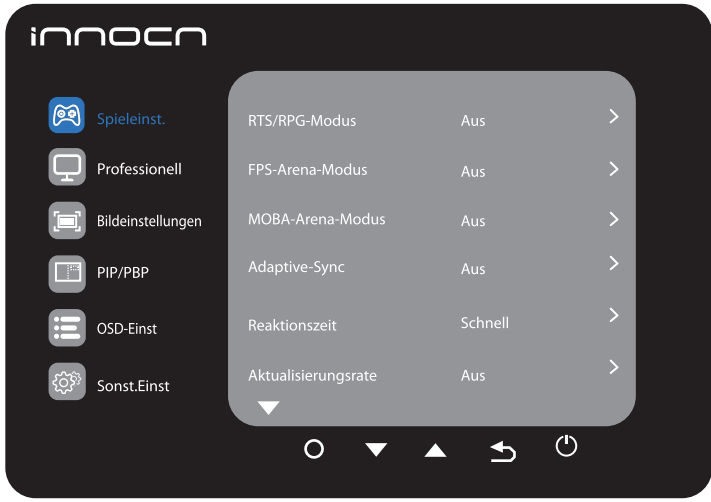 innocn
Spieleinst.
Professionell
Bildeinstellungen
PIP/PBP
OSD-Einst
Sonst.Einst
RTS/RPG-Modus Aus
FPS-Arena-Modus Aus
MOBA-Arena-Modus Aus
Adaptive-Sync Aus
Reaktionszeit Schnell
Aktualisierungsrate Aus